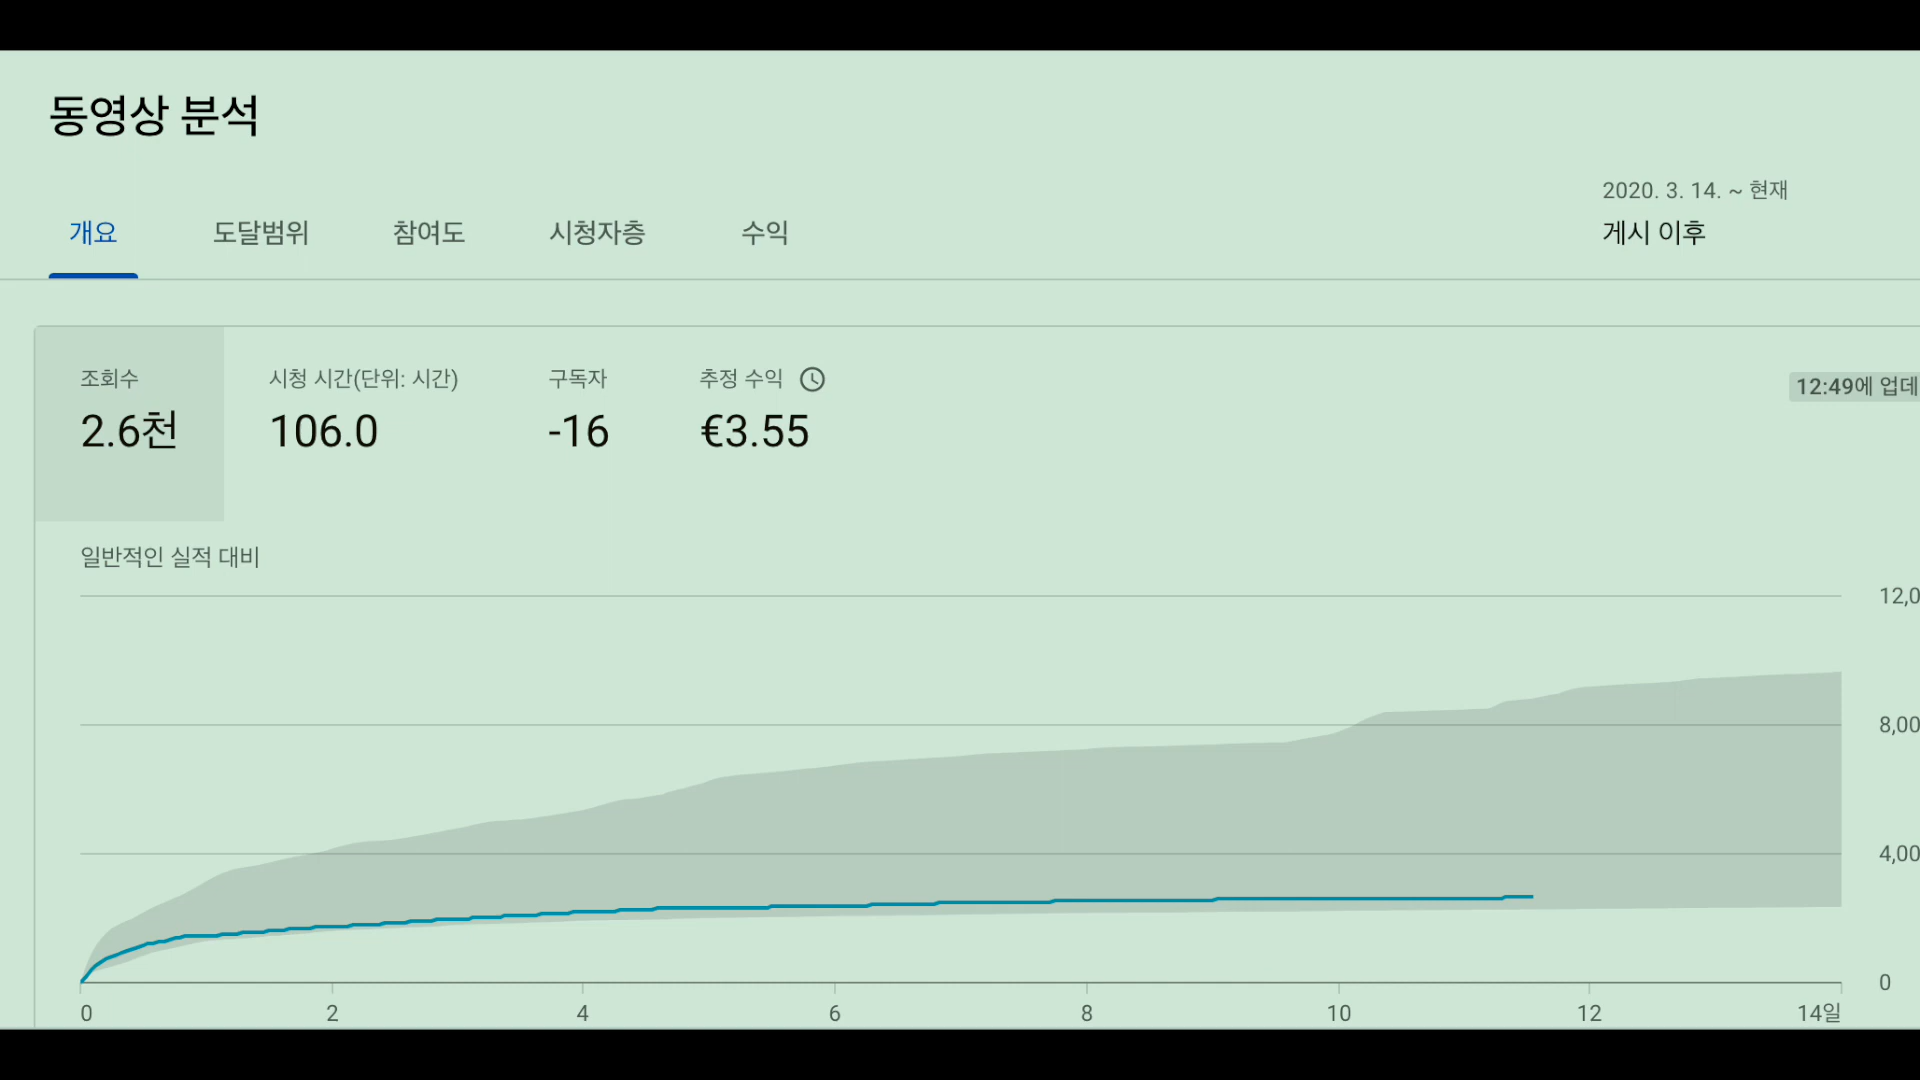 동영상 분석
2020. 3. 14. ~ 현재
개요 도달범위 참여도 시청자층 수익 게시 이후
조회수 시청 시간(단위: 시간) 구독자 추정 수익
12:49에 업데
2.6천 106.0 -16 €3.55
일반적인 실적 대비
12,0
8,00
4,00
0
0 2 4 6 8 10 12 14일